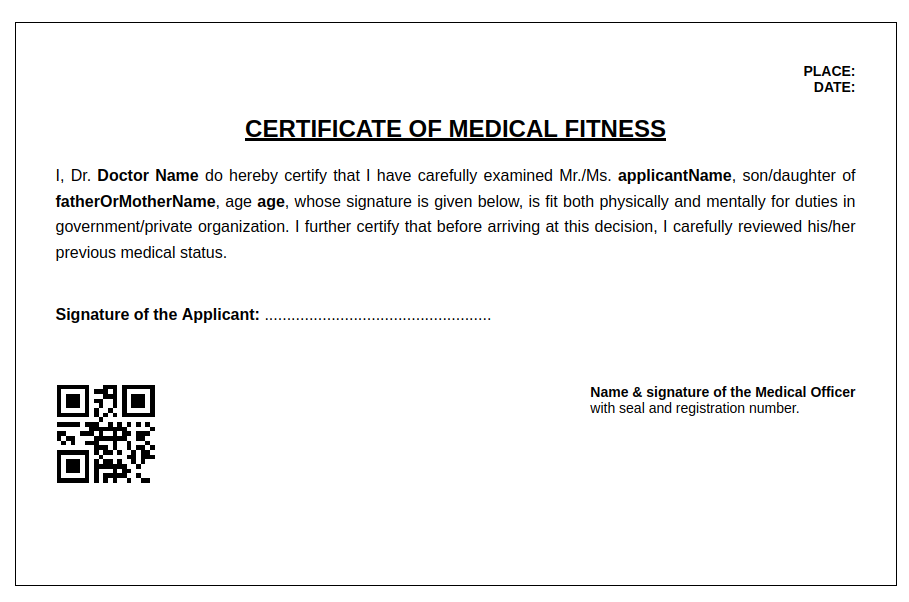 PLACE:
DATE:
CERTIFICATE OF MEDICAL FITNESS
I, Dr. Doctor Name do hereby certify that I have carefully examined Mr./Ms. applicantName, son/daughter of
fatherOrMotherName, age age, whose signature is given below, is fit both physically and mentally for duties in
government/private organization. I further certify that before arriving at this decision, I carefully reviewed his/her
previous medical status.
Signature of the Applicant: ...................................................
Name & signature of the Medical Officer
with seal and registration number.